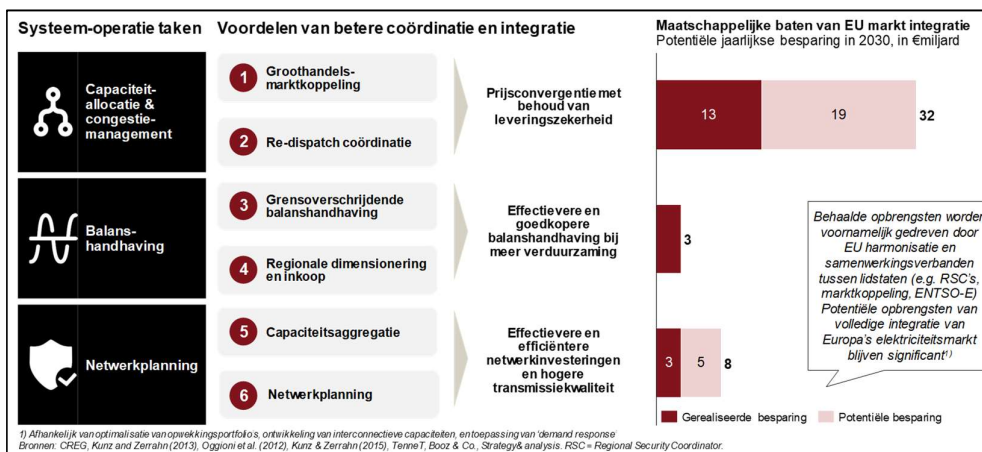 Systeem-operatie taken
Voordelen van betere coördinatie en integratie
Maatschappelijke baten van EU markt integratie
Potentiële jaarlijkse besparing in 2030, in €miljard
Capaciteit-
allocatie &
congestie-
management
1 Groothandels-
marktkoppeling
2 Re-dispatch coördinatie
Prijsconvergentie met
behoud van
leveringszekerheid
13
19
32
Balans-
handhaving
3 Grensoverschrijdende
balanshandhaving
4 Regionale dimensionering
en inkoop
Effectievere en
goedkopere
balanshandhaving bij
meer verduurzaming
3
Behaalde opbrengsten worden
voornamelijk gedreven door
EU harmonisatie en
samenwerkingsverbanden
tussen lidstaten (e.g. RSC's,
marktkoppeling, ENTSO-E)
Potentiële opbrengsten van
volledige integratie van
Europa's elektriciteitsmarkt
blijven significant1)
Netwerkplanning
5 Capaciteitsaggregatie
6 Netwerkplanning
Effectievere en
efficiëntere
netwerkinvesteringen
en hogere
transmissiekwaliteit
3
5
8
Gerealiseerde besparing
Potentiële besparing
1) Afhankelijk van optimalisatie van opwekkingsportfolio's, ontwikkeling van interconnectieve capaciteiten, en toepassing van 'demand response'
Bronnen: CREG, Kunz and Zerrahn (2013), Oggioni et al. (2012), Kunz & Zerrahn (2015), TenneT, Booz & Co., Strategy& analysis. RSC = Regional Security Coordinator.